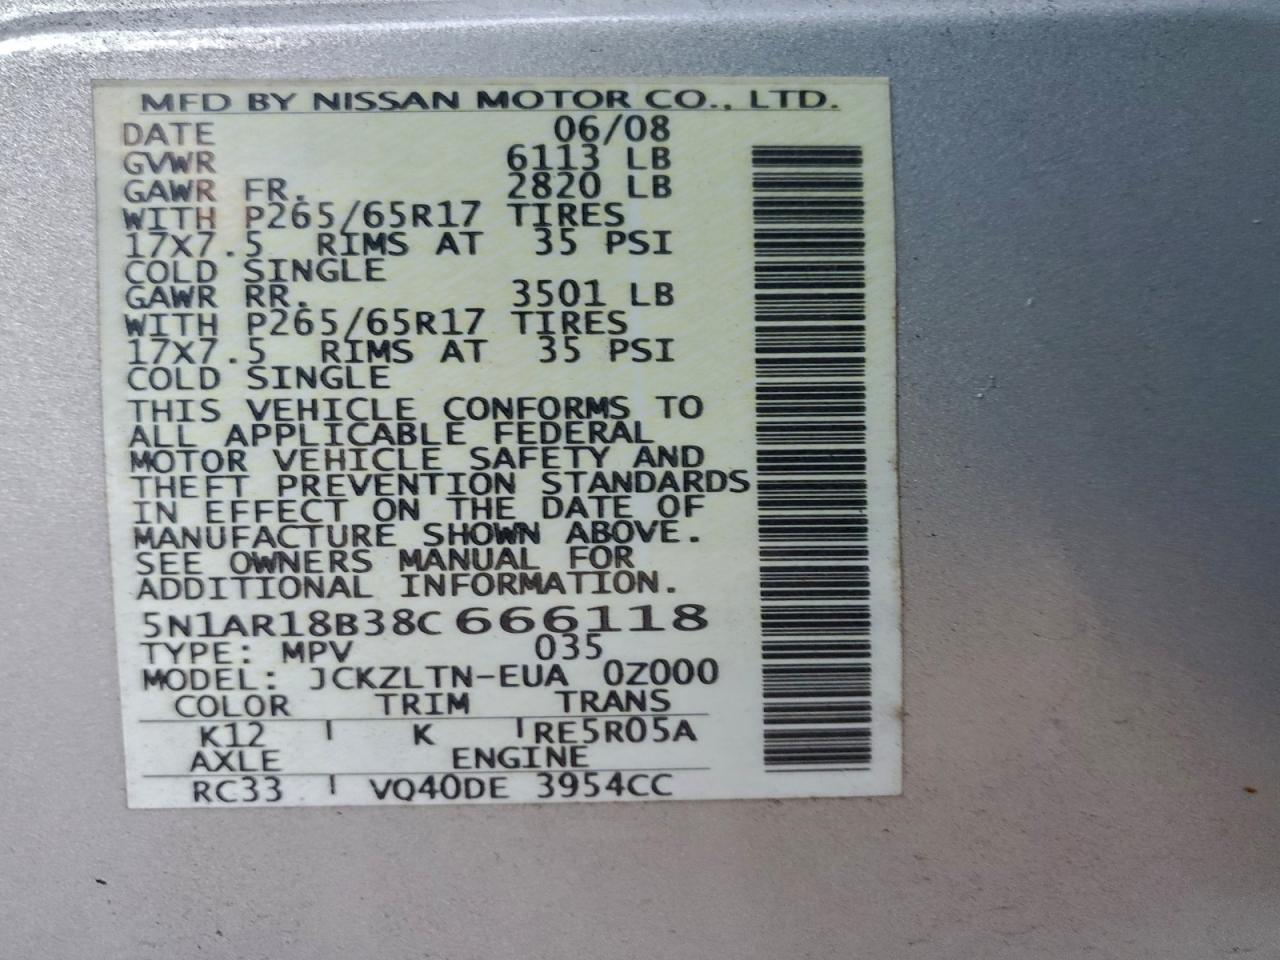 MFD BY NISSAN MOTOR CO., LTD.
DATE 06/08
GVWR 6113 LB
GAWR FR. 2820 LB
WITH P265/65R17 TIRES
17X7.5 RIMS AT 35 PSI
COLD SINGLE
GAWR RR. 3501 LB
WITH P265/65R17 TIRES
17X7.5 RIMS AT 35 PSI
COLD SINGLE
THIS VEHICLE CONFORMS TO
ALL APPLICABLE FEDERAL
MOTOR VEHICLE SAFETY AND
THEFT PREVENTION STANDARDS
IN EFFECT ON THE DATE OF
MANUFACTURE SHOWN ABOVE.
SEE OWNERS MANUAL FOR
ADDITIONAL INFORMATION.
5N1AR18B38C666118
TYPE: MPV 035
MODEL: JCKZLTN-EUA 0Z000
COLOR TRIM TRANS
K12 K RE5R05A
AXLE ENGINE
RC33 VQ40DE 3954CC